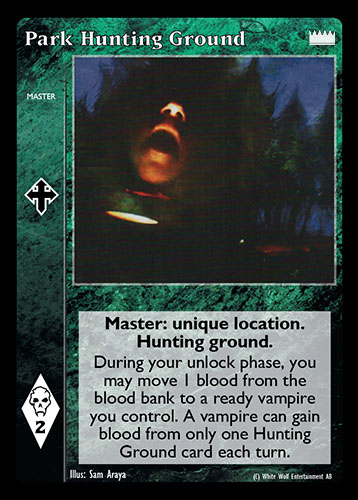 Park Hunting Ground
MASTER
Master: unique location.
Hunting ground.
During your unlock phase, you
may move 1 blood from the
blood bank to a ready vampire
you control. A vampire can gain
blood from only one Hunting
Ground card each turn.
2
Illus: Sam Araya
(C) White Wolf Entertainment AB